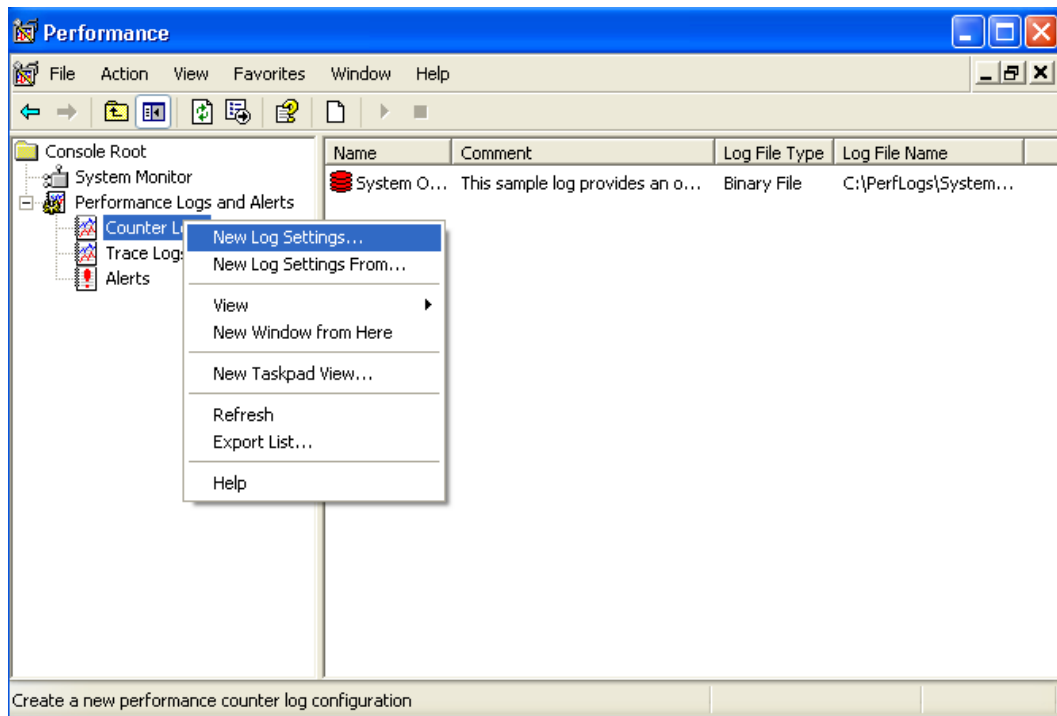 Performance
File Action View Favorites Window Help
Console Root
System Monitor
Performance Logs and Alerts
Counter L
Trace Log
Alerts
Name Comment Log File Type Log File Name
System O... This sample log provides an o... Binary File C:\PerfLogs\System...
New Log Settings...
New Log Settings From...
View
New Window from Here
New Taskpad View...
Refresh
Export List...
Help
Create a new performance counter log configuration